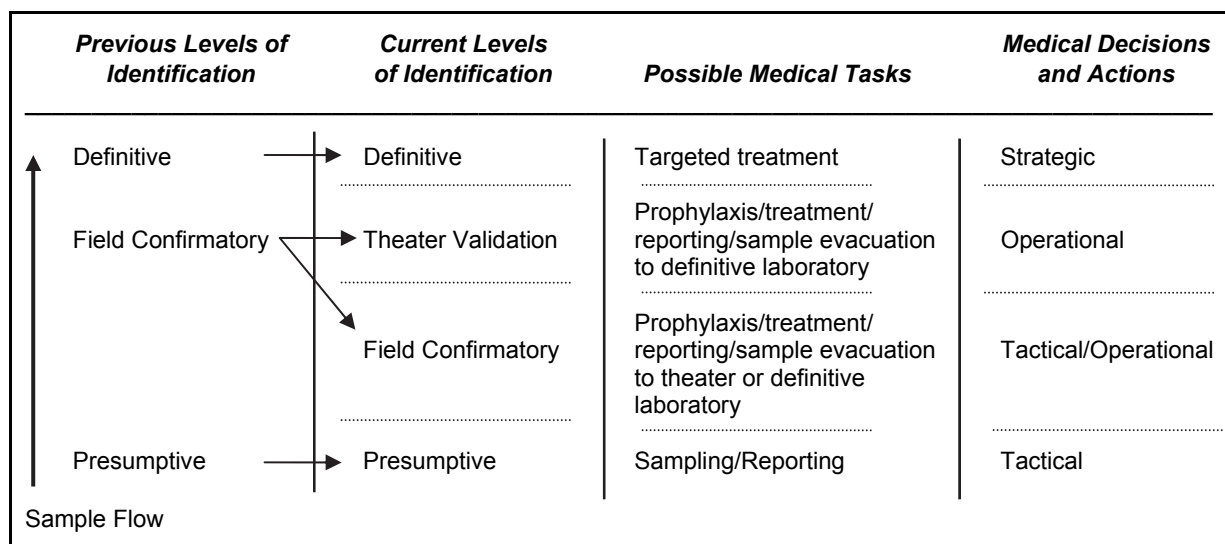 Previous Levels of
Identification
Current Levels
of Identification
Possible Medical Tasks
Medical Decisions
and Actions
Definitive
Definitive
Targeted treatment
Strategic
Field Confirmatory
Theater Validation
Prophylaxis/treatment/
reporting/sample evacuation
to definitive laboratory
Operational
Field Confirmatory
Prophylaxis/treatment/
reporting/sample evacuation
to theater or definitive
laboratory
Tactical/Operational
Presumptive
Presumptive
Sampling/Reporting
Tactical
Sample Flow